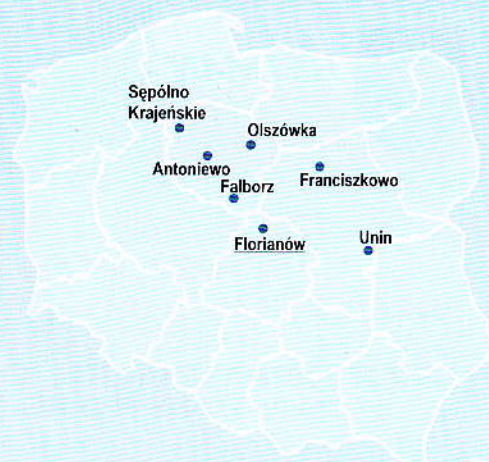 Sępólno
Krajeńskie
Olszówka
Antoniewo
Franciszkowo
Falborz
Florianów
Unin